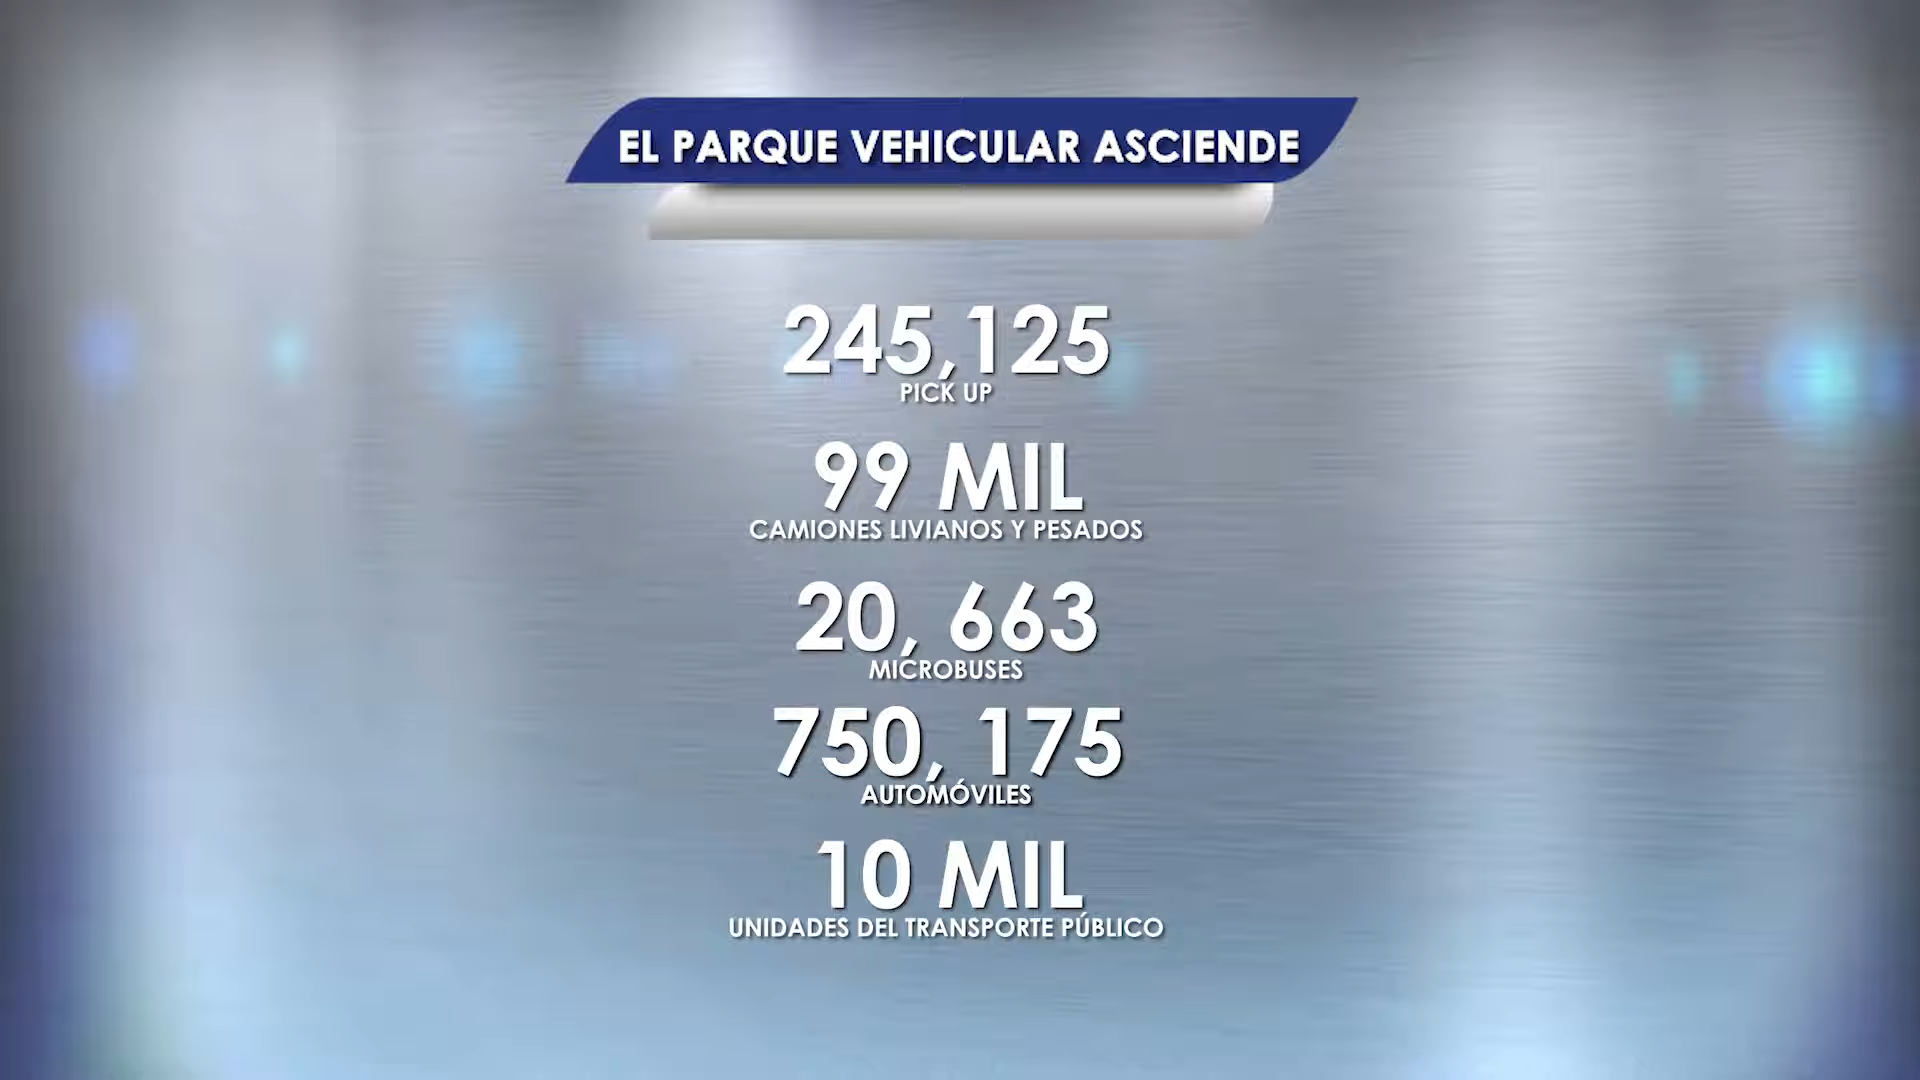 EL PARQUE VEHICULAR ASCIENDE
245,125
PICK UP
99 MIL
CAMIONES LIVIANOS Y PESADOS
20, 663
MICROBUSES
750, 175
AUTOMÓVILES
10 MIL
UNIDADES DEL TRANSPORTE PÚBLICO